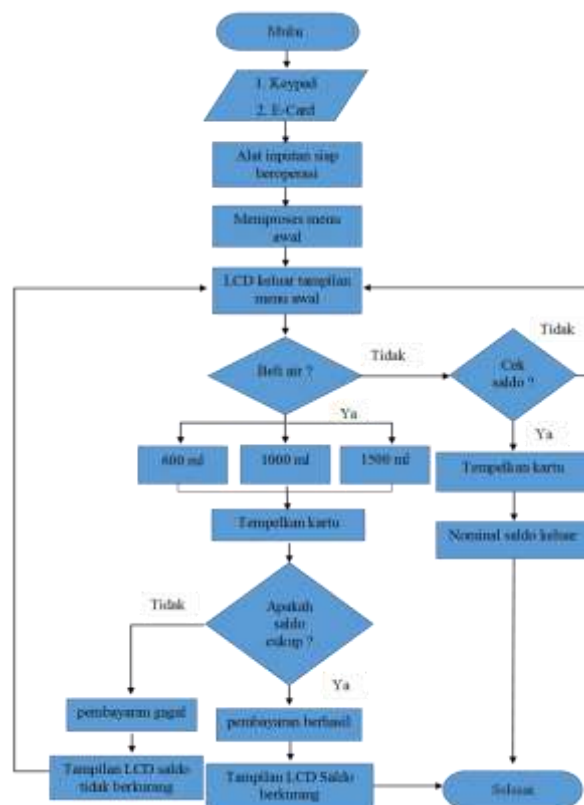 Mulai
1. Keypad
2. E-Card
Alat inputan siap
beroperasi
Memproses menu
awal
LCD keluar tampilan
menu awal
Beli air ?
Tidak
Cek
saldo ?
Tidak
Ya
Ya
600 ml
1000 ml
1500 ml
Tempelkan kartu
Tempelkan kartu
Nominal saldo keluar
Tidak
Apakah
saldo
cukup ?
Ya
pembayaran gagal
pembayaran berhasil
Tampilan LCD saldo
tidak berkurang
Tampilan LCD Saldo
berkurang
Selesai